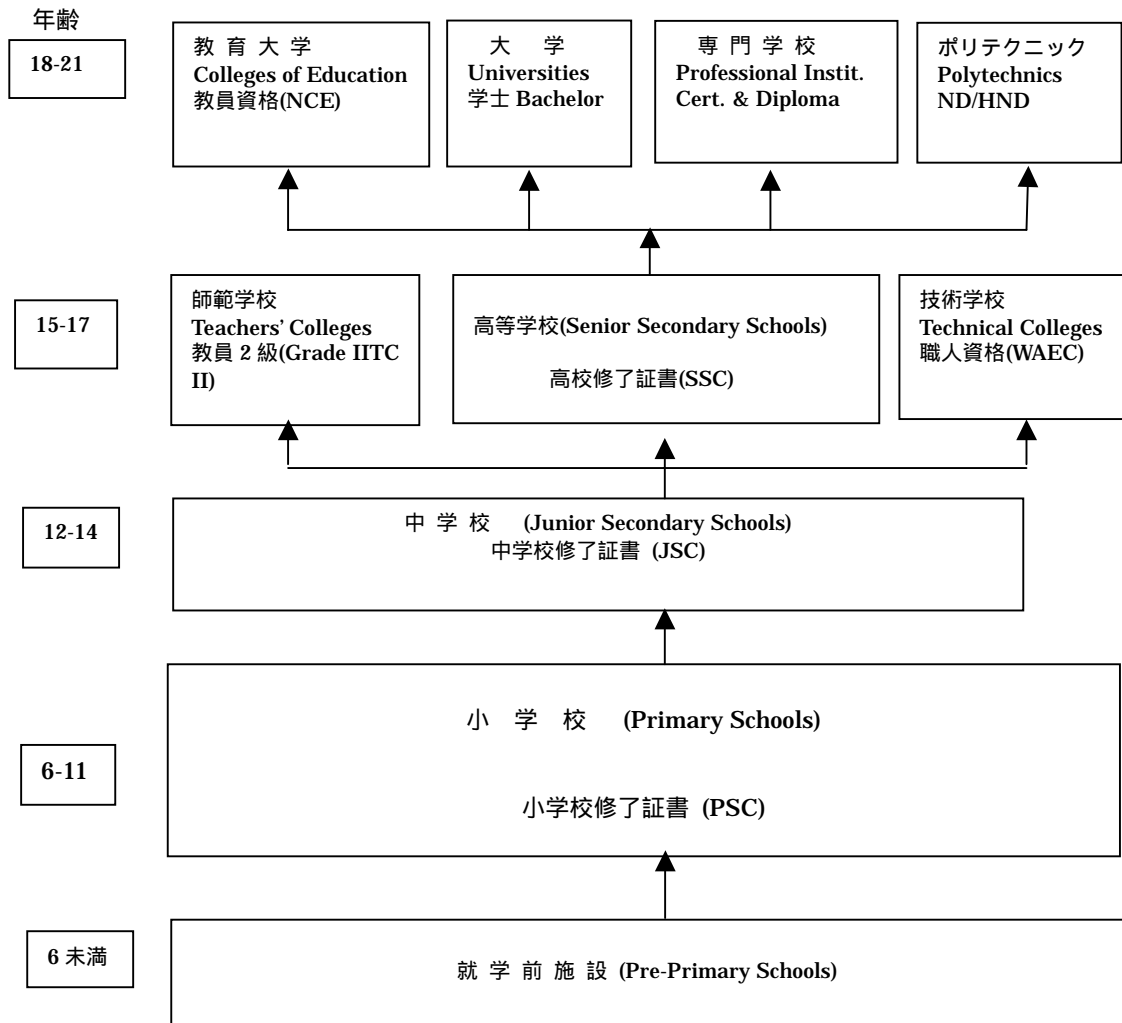 年齢
18-21
教 育 大 学
Colleges of Education
教員資格(NCE)
大 学
Universities
学士 Bachelor
専 門 学 校
Professional Instit.
Cert. & Diploma
ポリテクニック
Polytechnics
ND/HND
15-17
師範学校
Teachers' Colleges
教員 2 級(Grade IITC
II)
高等学校(Senior Secondary Schools)
高校修了証書(SSC)
技術学校
Technical Colleges
職人資格(WAEC)
12-14
中 学 校 (Junior Secondary Schools)
中学校修了証書 (JSC)
6-11
小 学 校 (Primary Schools)
小学校修了証書 (PSC)
6 未満
就 学 前 施 設 (Pre-Primary Schools)